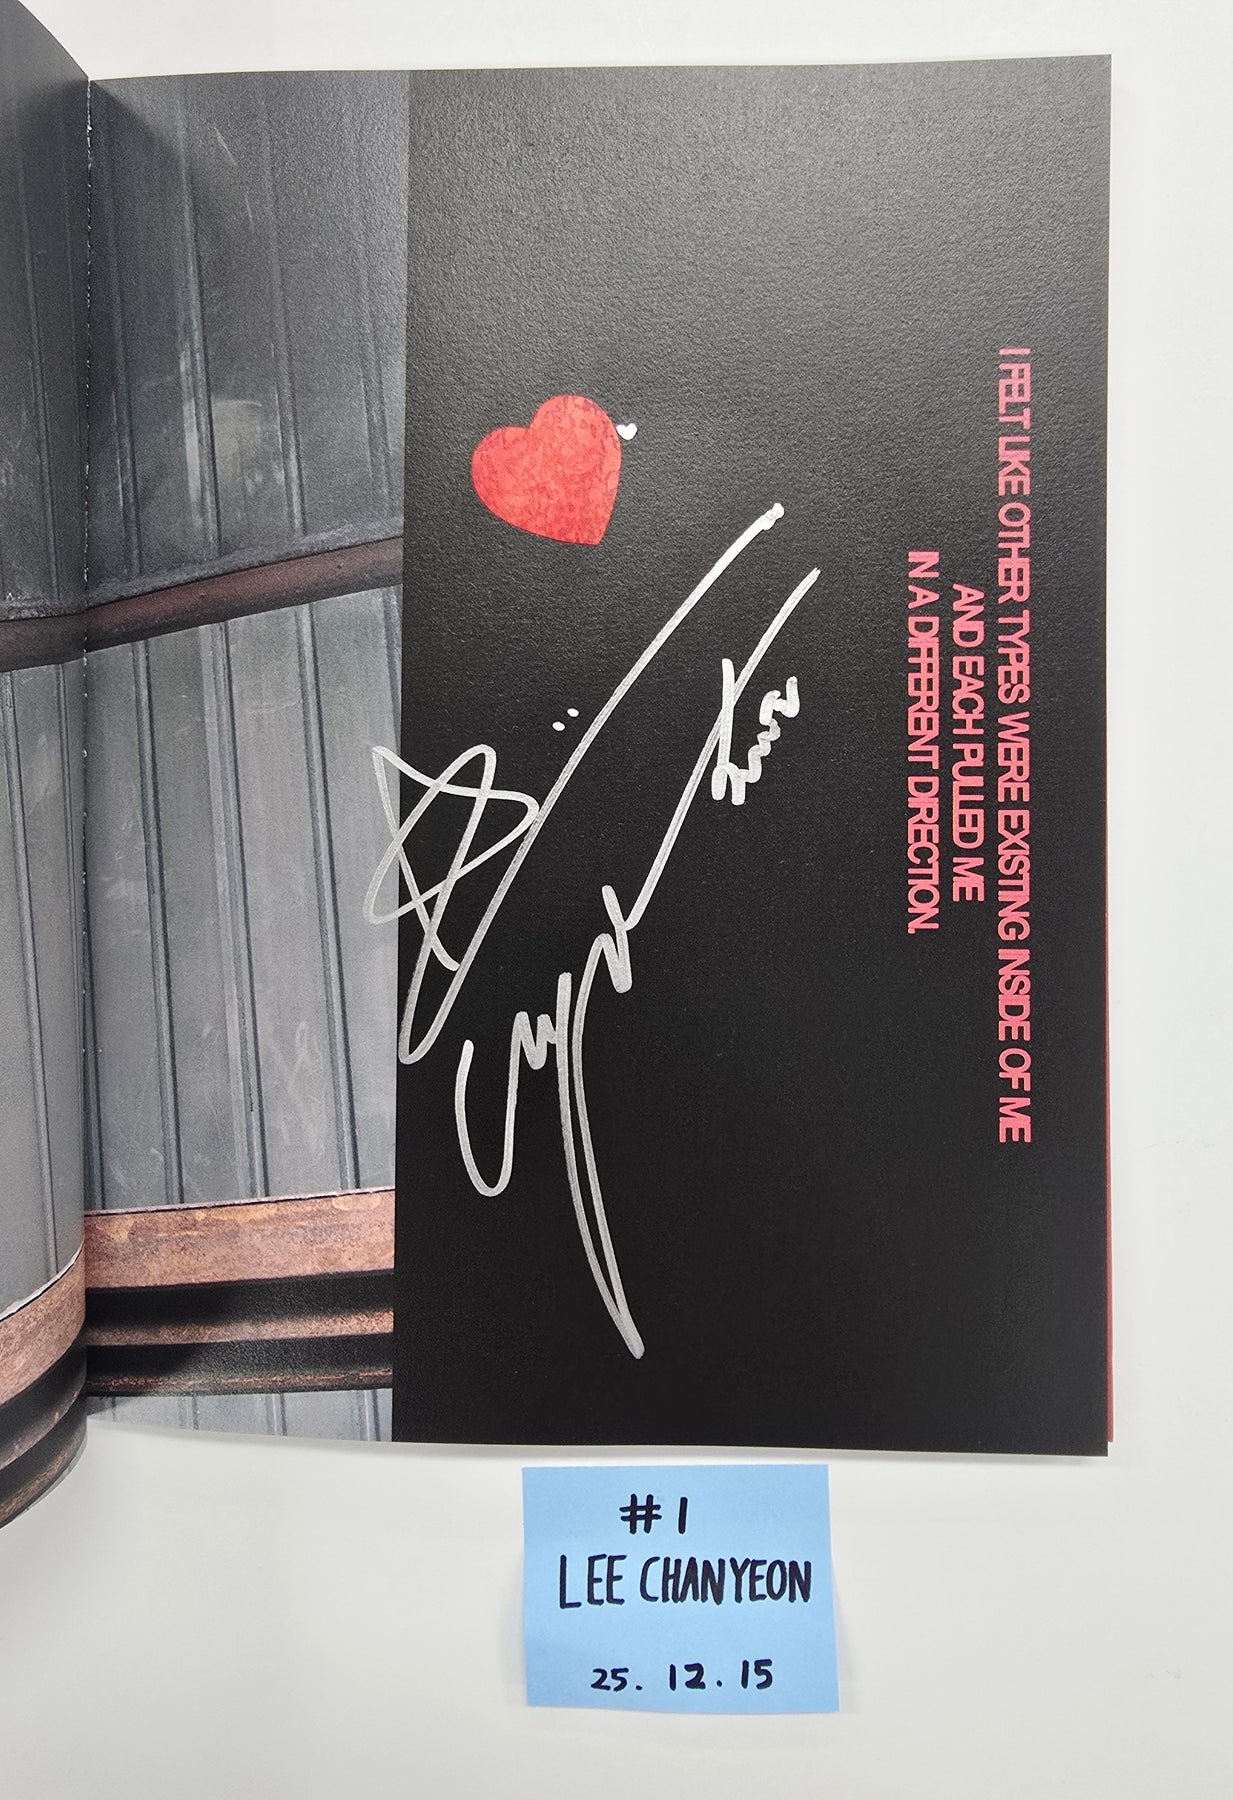 I FELT LIKE OTHER TYPES WERE EXISTING INSIDE OF ME
AND EACH PULLED ME
IN A DIFFERENT DIRECTION.
#1
LEE CHANYEON
25. 12. 15